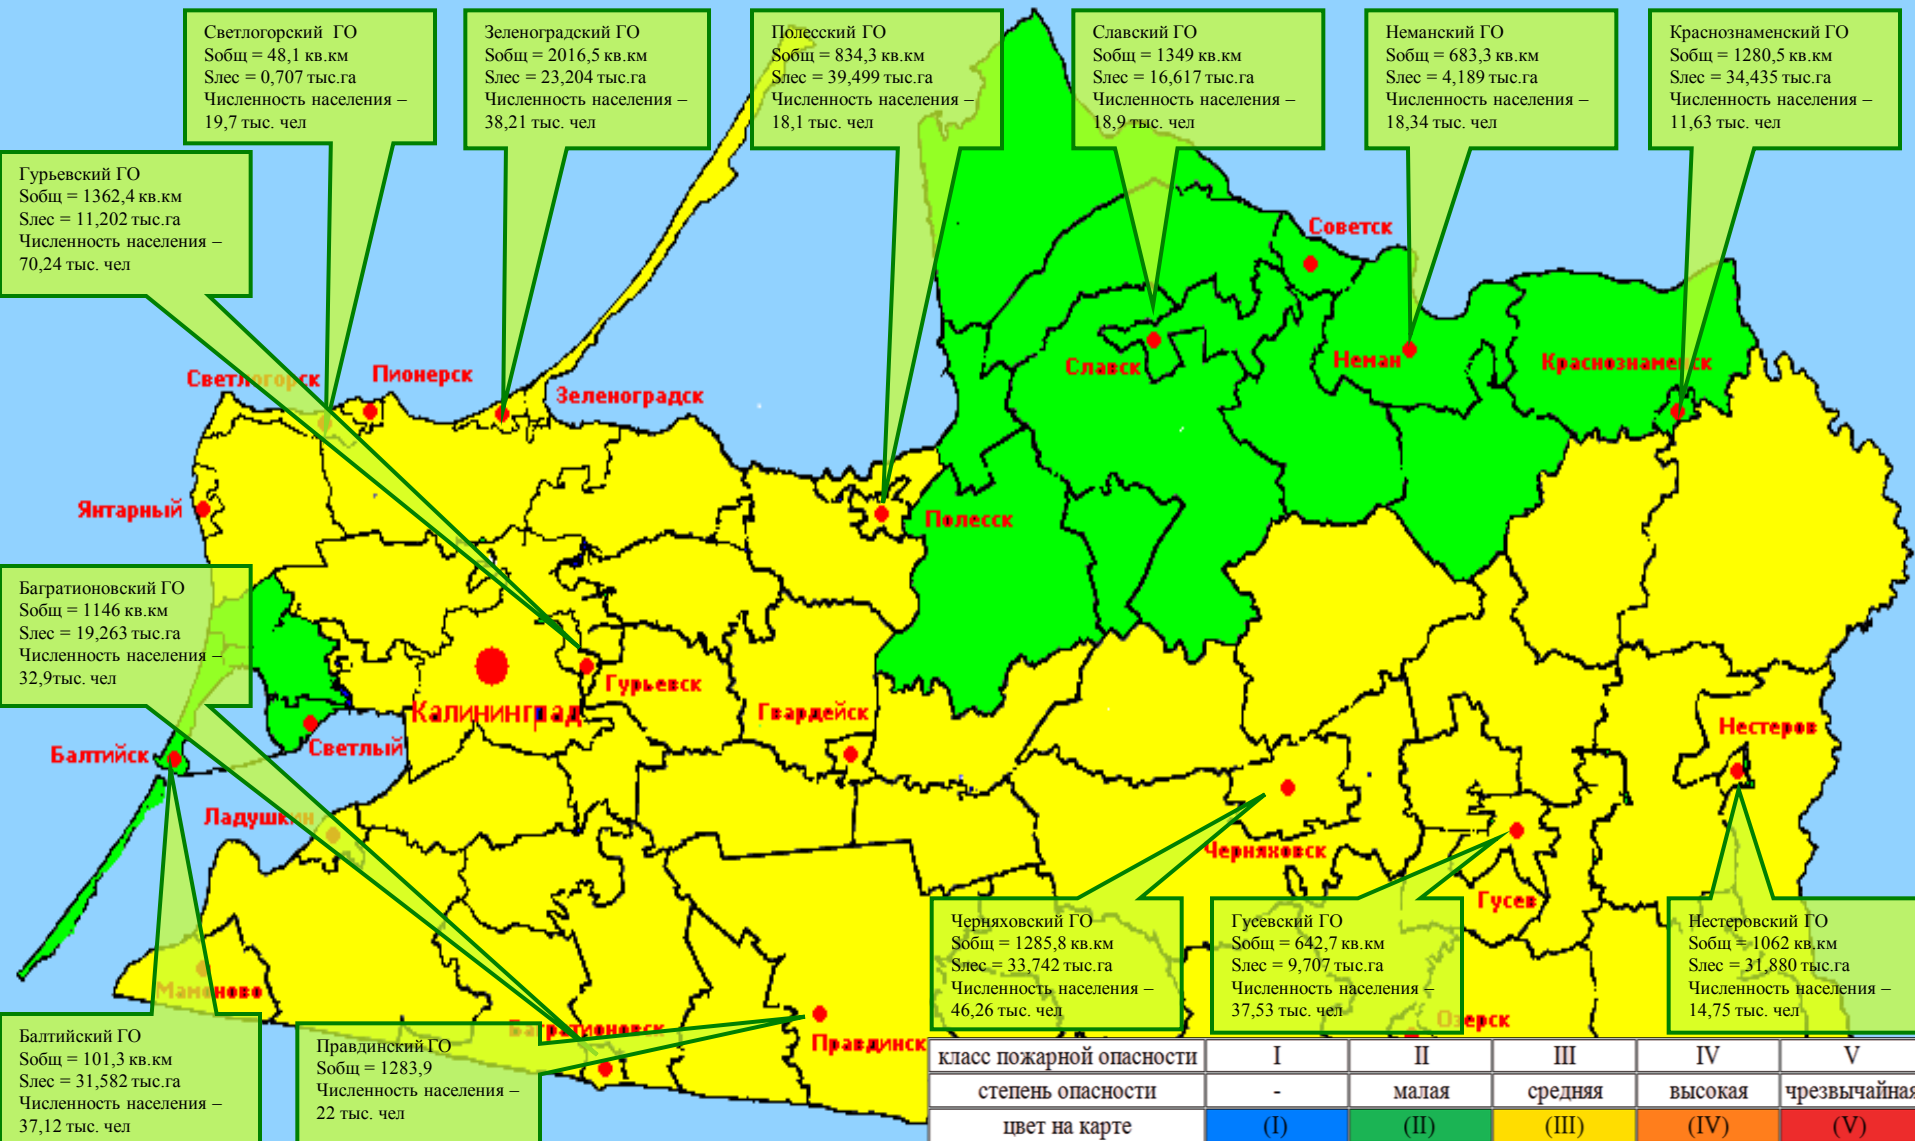 Светлогорский ГО
Sобщ = 48,1 кв.км
Sлес = 0,707 тыс.га
Численность населения –
19,7 тыс. чел
Зеленоградский ГО
Sобщ = 2016,5 кв.км
Sлес = 23,204 тыс.га
Численность населения –
38,21 тыс. чел
Полесский ГО
Sобщ = 834,3 кв.км
Sлес = 39,499 тыс.га
Численность населения –
18,1 тыс. чел
Славский ГО
Sобщ = 1349 кв.км
Sлес = 16,617 тыс.га
Численность населения –
18,9 тыс. чел
Неманский ГО
Sобщ = 683,3 кв.км
Sлес = 4,189 тыс.га
Численность населения –
18,34 тыс. чел
Краснознаменский ГО
Sобщ = 1280,5 кв.км
Sлес = 34,435 тыс.га
Численность населения –
11,63 тыс. чел
Гурьевский ГО
Sобщ = 1362,4 кв.км
Sлес = 11,202 тыс.га
Численность населения –
70,24 тыс. чел
Советск
Славск
Неман
Краснознаменск
Светлогорск
Пионерск
Зеленоградск
Янтарный
Полесск
Багратионовский ГО
Sобщ = 1146 кв.км
Sлес = 19,263 тыс.га
Численность населения –
32,9тыс. чел
Гурьевск
Калининград
Гвардейск
Нестеров
Светлый
Балтийск
Ладушкин
Черняховск
Гусев
Мамоново
Багратионовск
Правдинск
Озерск
Черняховский ГО
Sобщ = 1285,8 кв.км
Sлес = 33,742 тыс.га
Численность населения –
46,26 тыс. чел
Гусевский ГО
Sобщ = 642,7 кв.км
Sлес = 9,707 тыс.га
Численность населения –
37,53 тыс. чел
Нестеровский ГО
Sобщ = 1062 кв.км
Sлес = 31,880 тыс.га
Численность населения –
14,75 тыс. чел
Балтийский ГО
Sобщ = 101,3 кв.км
Sлес = 31,582 тыс.га
Численность населения –
37,12 тыс. чел
Правдинский ГО
Sобщ = 1283,9
Численность населения –
22 тыс. чел
класс пожарной опасности I II III IV V
степень опасности - малая средняя высокая чрезвычайная
цвет на карте (I) (II) (III) (IV) (V)